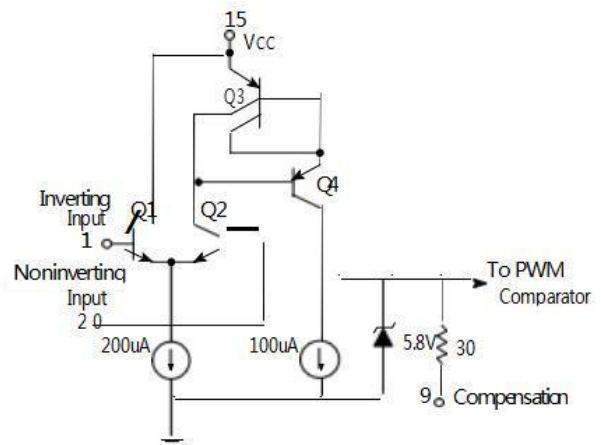 15
Vcc
Q3
Q4
Inverting
Input
Q1
Q2
1
Noninverting
Input
2 0
200uA
100uA
5.8V
30
To PWM
Comparator
9
Compensation